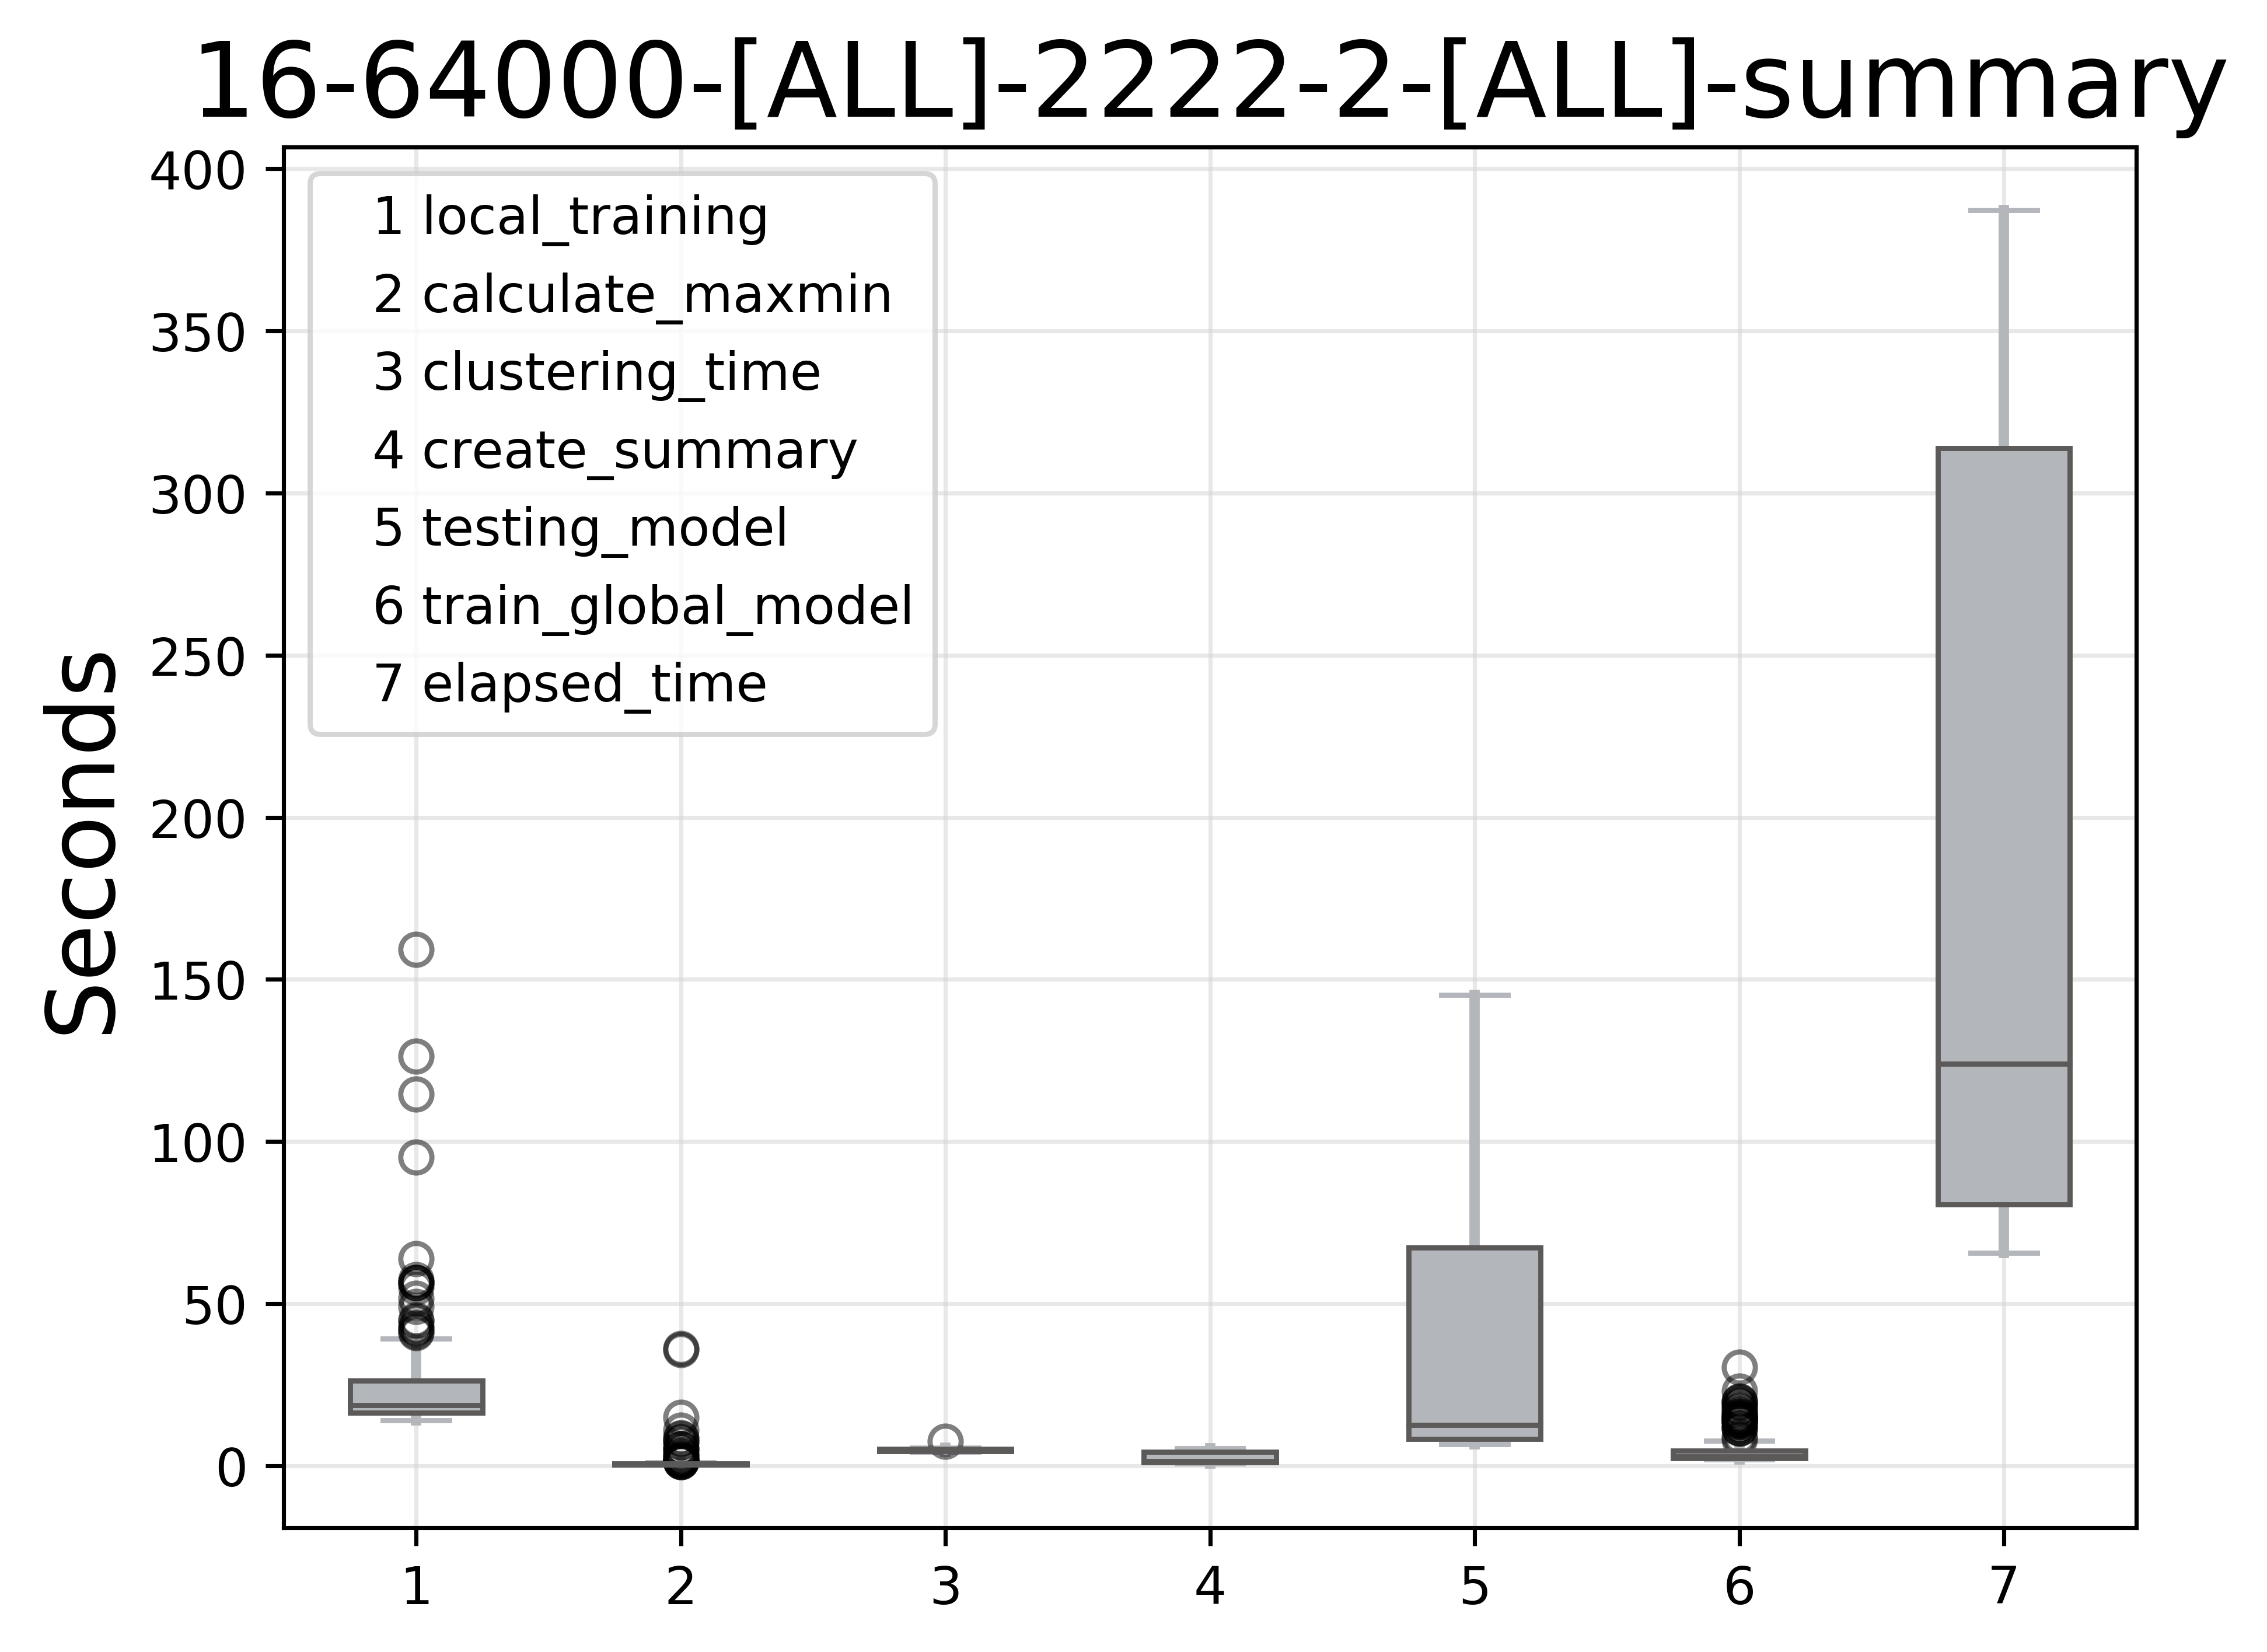 16-64000-[ALL]-2222-2-[ALL]-summary
Seconds
400
350
300
250
200
150
100
50
0
1 local_training
2 calculate_maxmin
3 clustering_time
4 create_summary
5 testing_model
6 train_global_model
7 elapsed_time
1 2 3 4 5 6 7